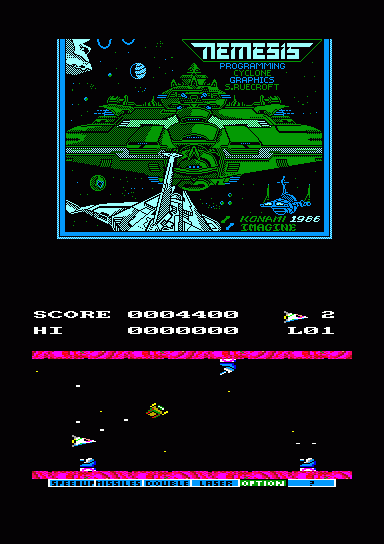 NEMESIS
PROGRAMMING
CYCLONE
GRAPHICS
S.RUECROFT
KONAMI 1986
IMAGINE
SCORE 0004400 2
HI 0000000 L01
SPEEDUP MISSILES DOUBLE LASER OPTION ?